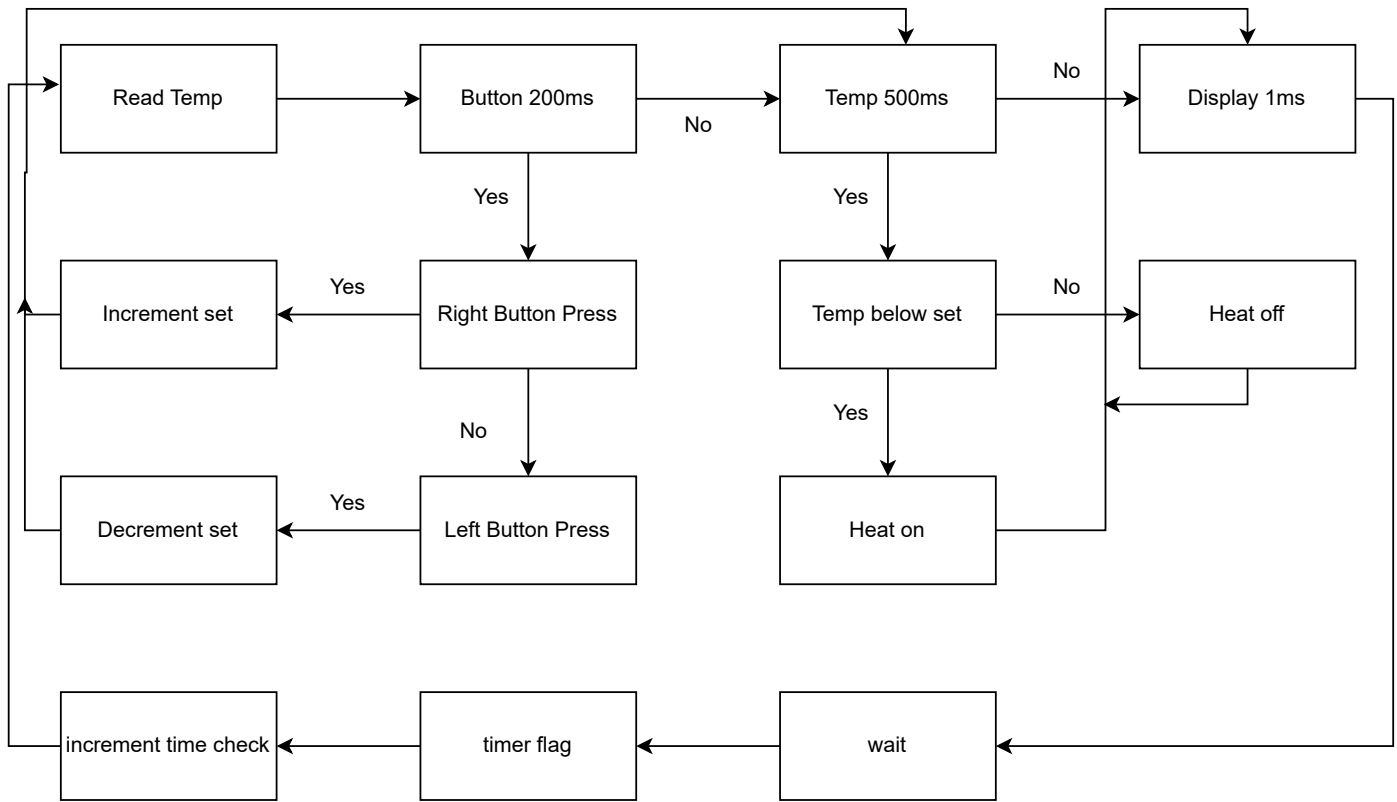 Read Temp
Button 200ms
No
Temp 500ms
No
Display 1ms
Yes
Yes
Increment set
Yes
Right Button Press
Temp below set
No
Heat off
No
Yes
Decrement set
Yes
Left Button Press
Heat on
increment time check
timer flag
wait